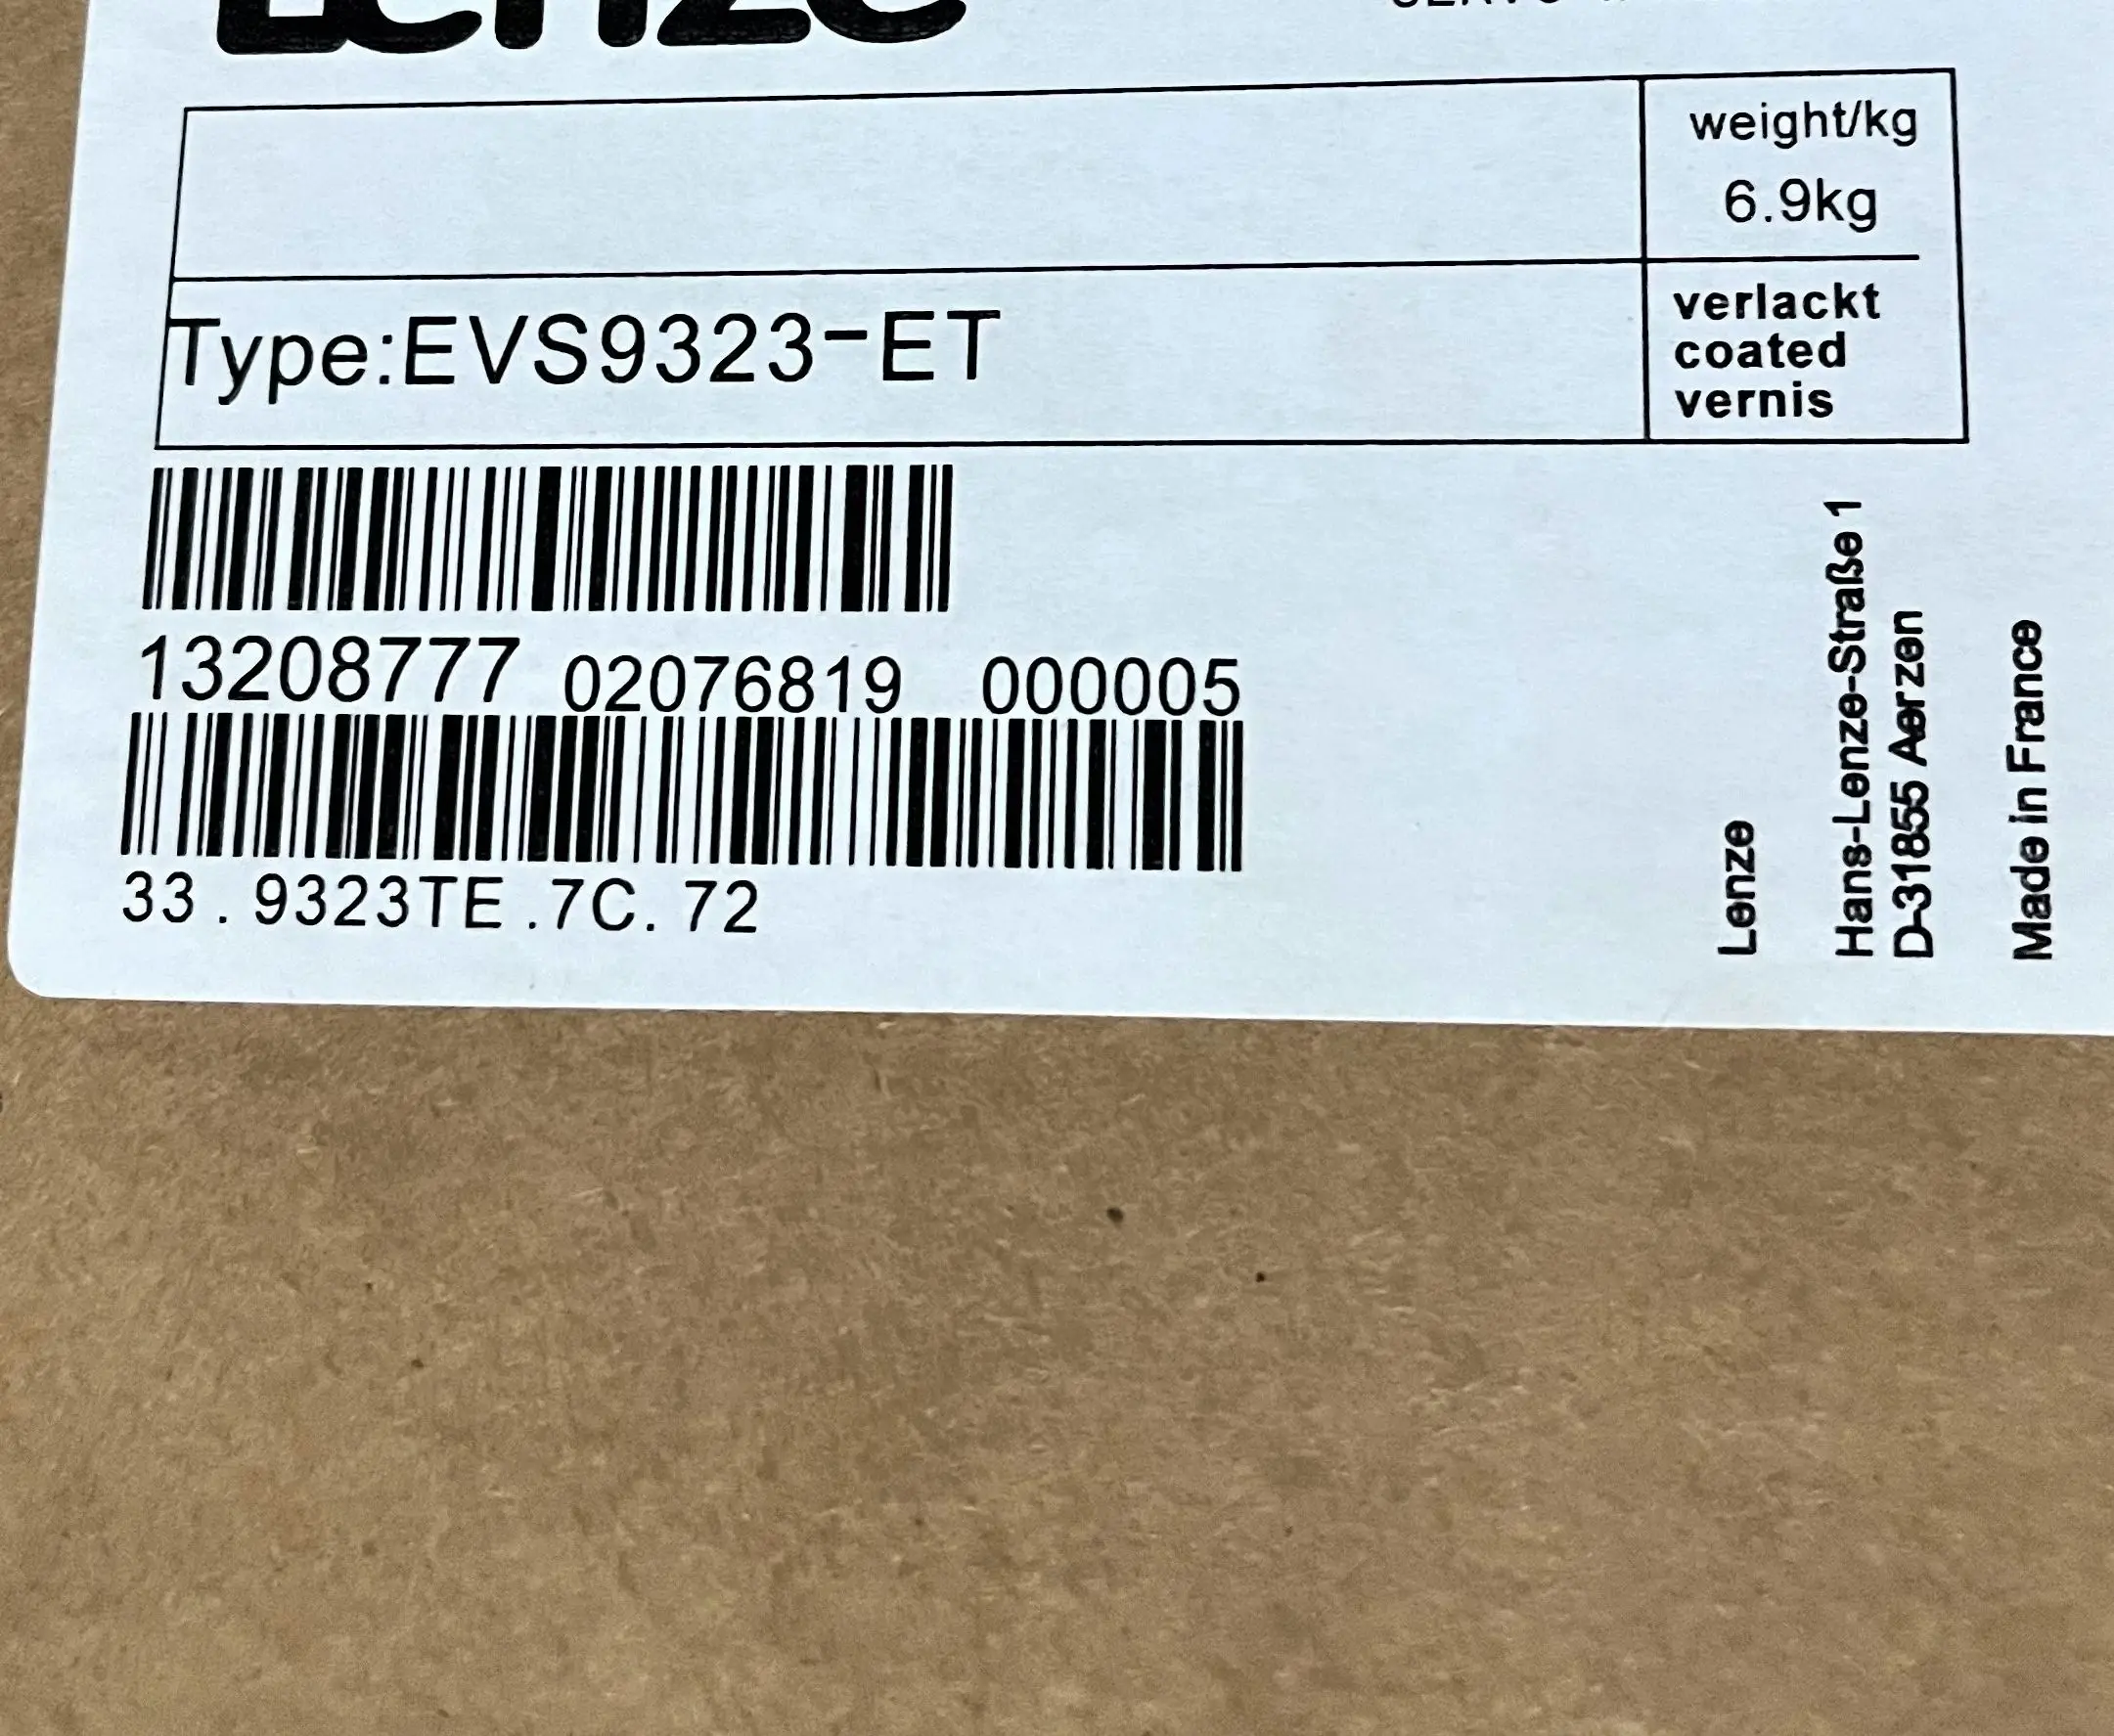 Lenze
weight/kg
6.9kg
Type:EVS9323-ET
verlackt
coated
vernis
13208777 02076819 000005
33.9323TE.7C.72
Lenze
Hans-Lenze-Straße 1
D-31855 Aerzen
Made in France